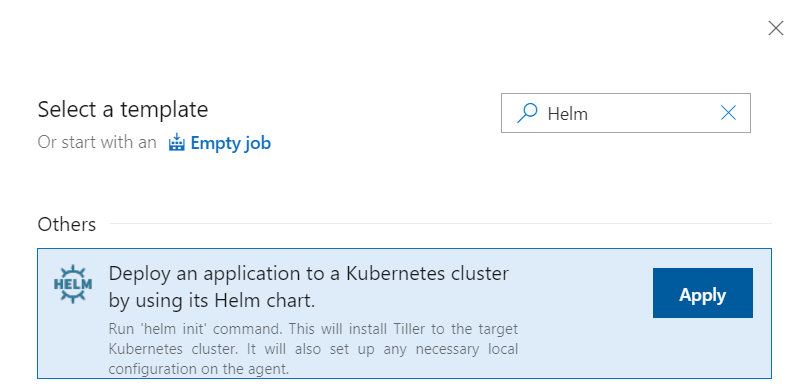 Select a template
Helm
Or start with an Empty job
Others
HELM
Deploy an application to a Kubernetes cluster
by using its Helm chart.
Apply
Run 'helm init' command. This will install Tiller to the target
Kubernetes cluster. It will also set up any necessary local
configuration on the agent.